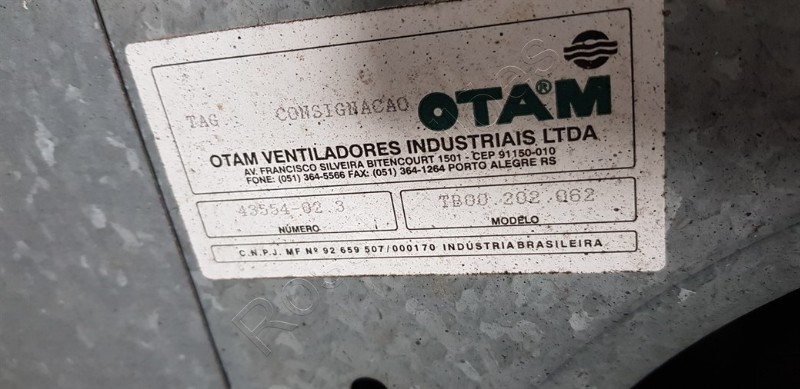 OTAM®
TAG CONSIGNACAO
OTAM VENTILADORES INDUSTRIAIS LTDA
AV. FRANCISCO SILVEIRA BITENCOURT 1501 - CEP 91150-010
FONE: (051) 364-5566 FAX: (051) 364-1264 PORTO ALEGRE RS
43554-02.3
NÚMERO
TB00 202 062
MODELO
C.N.P.J. MF Nº 92 659 507/000170 INDÚSTRIA BRASILEIRA